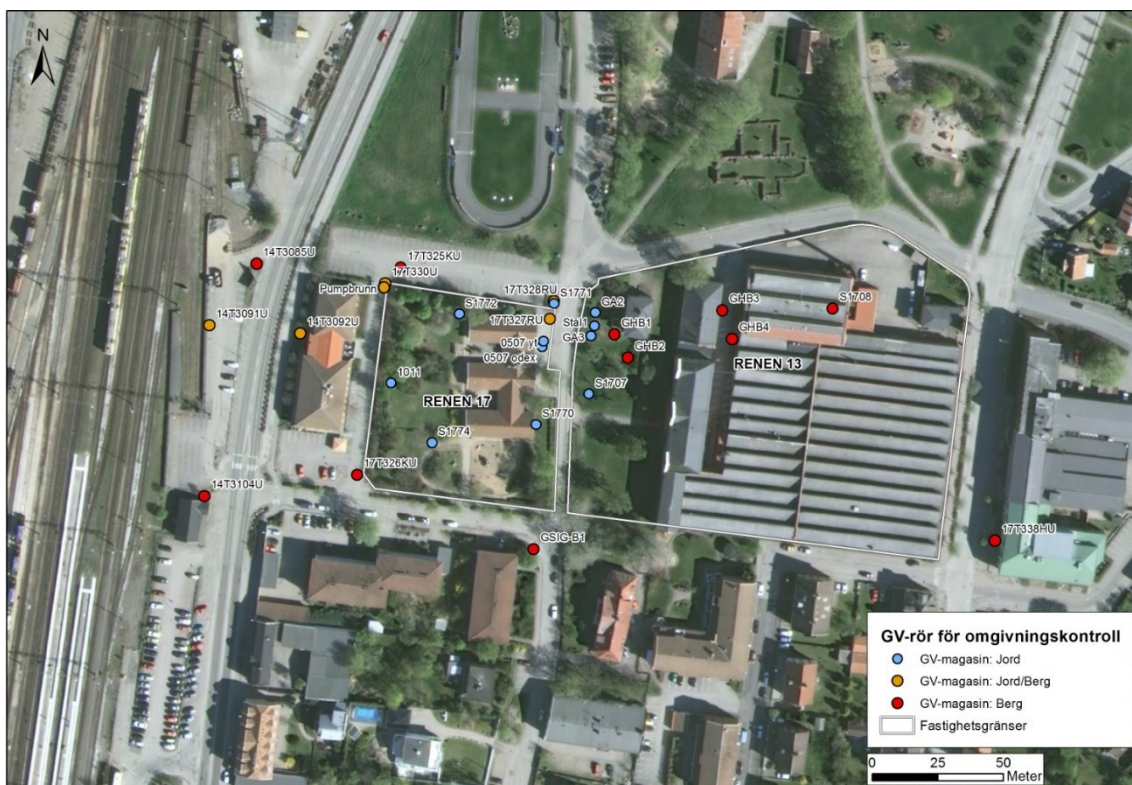 N
14T3085U
17T325KU
17T330U
Pumpbrunn
14T3091U
14T3092U
S1772
17T328RU
S1771
17T327RU
0507 yt
0507 odex
GA2
Stål1
GA3
GHB1
GHB2
GHB3
GHB4
S1708
RENEN 13
1011
RENEN 17
S1707
S1770
S1774
17T326KU
14T3104U
GSIG-B1
17T338HU
GV-rör för omgivningskontroll
GV-magasin: Jord
GV-magasin: Jord/Berg
GV-magasin: Berg
Fastighetsgränser
0 25 50
Meter